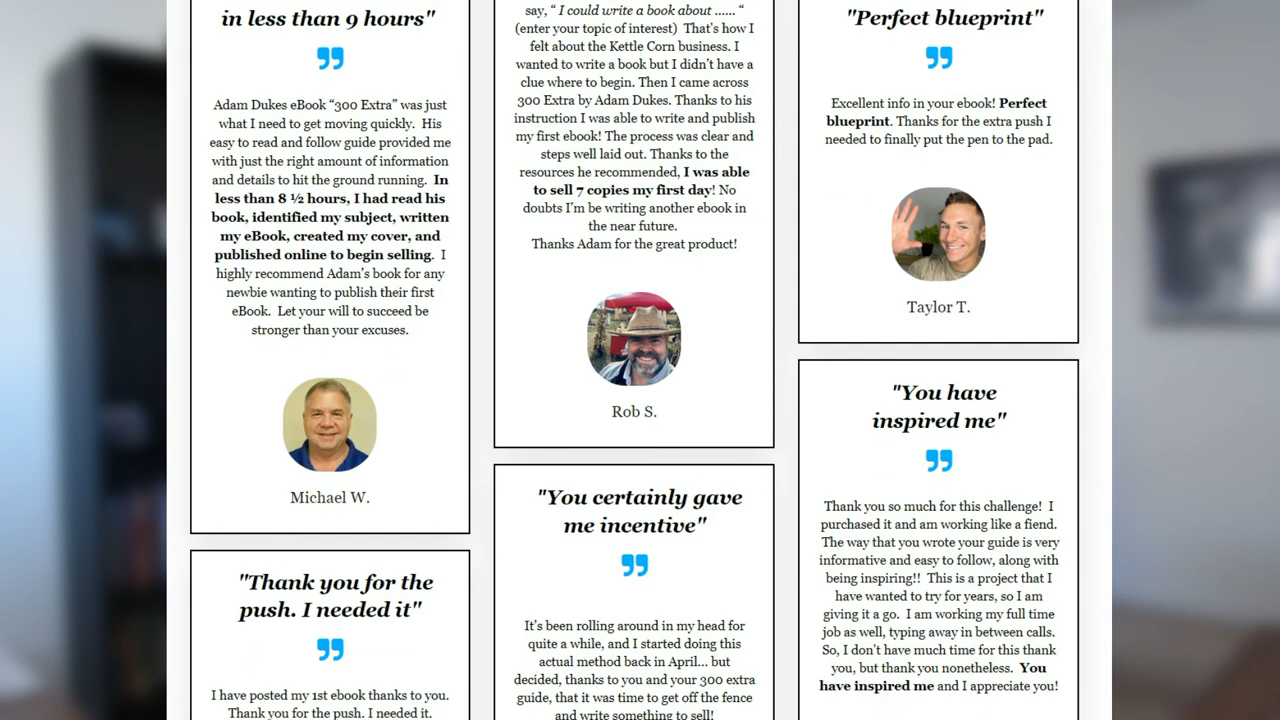 in less than 9 hours"
Adam Dukes eBook “300 Extra” was just
what I need to get moving quickly. His
easy to read and follow guide provided me
with just the right amount of information
and details to hit the ground running. In
less than 8 ½ hours, I had read his
book, identified my subject, written
my eBook, created my cover, and
published online to begin selling. I
highly recommend Adam’s book for any
newbie wanting to publish their first
eBook. Let your will to succeed be
stronger than your excuses.
Michael W.
"Thank you for the
push. I needed it"
I have posted my 1st ebook thanks to you.
Thank you for the push. I needed it.
say, “ I could write a book about ...... “
(enter your topic of interest) That's how I
felt about the Kettle Corn business. I
wanted to write a book but I didn’t have a
clue where to begin. Then I came across
300 Extra by Adam Dukes. Thanks to his
instruction I was able to write and publish
my first ebook! The process was clear and
steps well laid out. Thanks to the
resources he recommended, I was able
to sell 7 copies my first day! No
doubts I’m be writing another ebook in
the near future.
Thanks Adam for the great product!
Rob S.
"You certainly gave
me incentive"
It’s been rolling around in my head for
quite a while, and I started doing this
actual method back in April... but
decided, thanks to you and your 300 extra
guide, that it was time to get off the fence
and write something to sell!
"Perfect blueprint"
Excellent info in your ebook! Perfect
blueprint. Thanks for the extra push I
needed to finally put the pen to the pad.
Taylor T.
"You have
inspired me"
Thank you so much for this challenge! I
purchased it and am working like a fiend.
The way that you wrote your guide is very
informative and easy to follow, along with
being inspiring!! This is a project that I
have wanted to try for years, so I am
giving it a go. I am working my full time
job as well, typing away in between calls.
So, I don't have much time for this thank
you, but thank you nonetheless. You
have inspired me and I appreciate you!